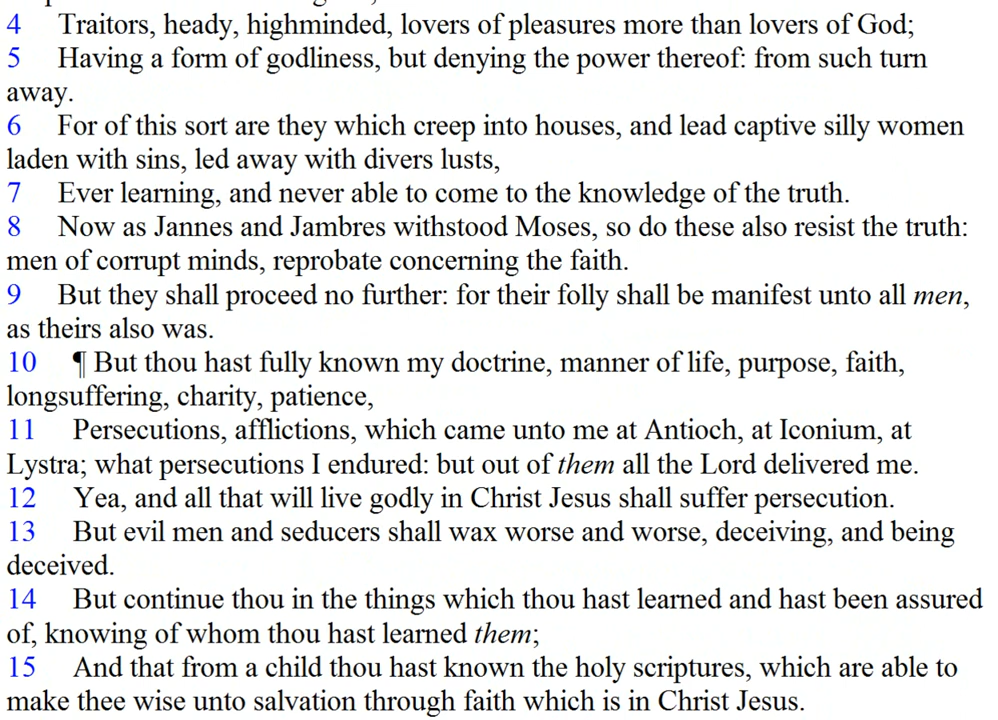 4 Traitors, heady, highminded, lovers of pleasures more than lovers of God;
5 Having a form of godliness, but denying the power thereof: from such turn
away.
6 For of this sort are they which creep into houses, and lead captive silly women
laden with sins, led away with divers lusts,
7 Ever learning, and never able to come to the knowledge of the truth.
8 Now as Jannes and Jambres withstood Moses, so do these also resist the truth:
men of corrupt minds, reprobate concerning the faith.
9 But they shall proceed no further: for their folly shall be manifest unto all men,
as theirs also was.
10 ¶ But thou hast fully known my doctrine, manner of life, purpose, faith,
longsuffering, charity, patience,
11 Persecutions, afflictions, which came unto me at Antioch, at Iconium, at
Lystra; what persecutions I endured: but out of them all the Lord delivered me.
12 Yea, and all that will live godly in Christ Jesus shall suffer persecution.
13 But evil men and seducers shall wax worse and worse, deceiving, and being
deceived.
14 But continue thou in the things which thou hast learned and hast been assured
of, knowing of whom thou hast learned them;
15 And that from a child thou hast known the holy scriptures, which are able to
make thee wise unto salvation through faith which is in Christ Jesus.